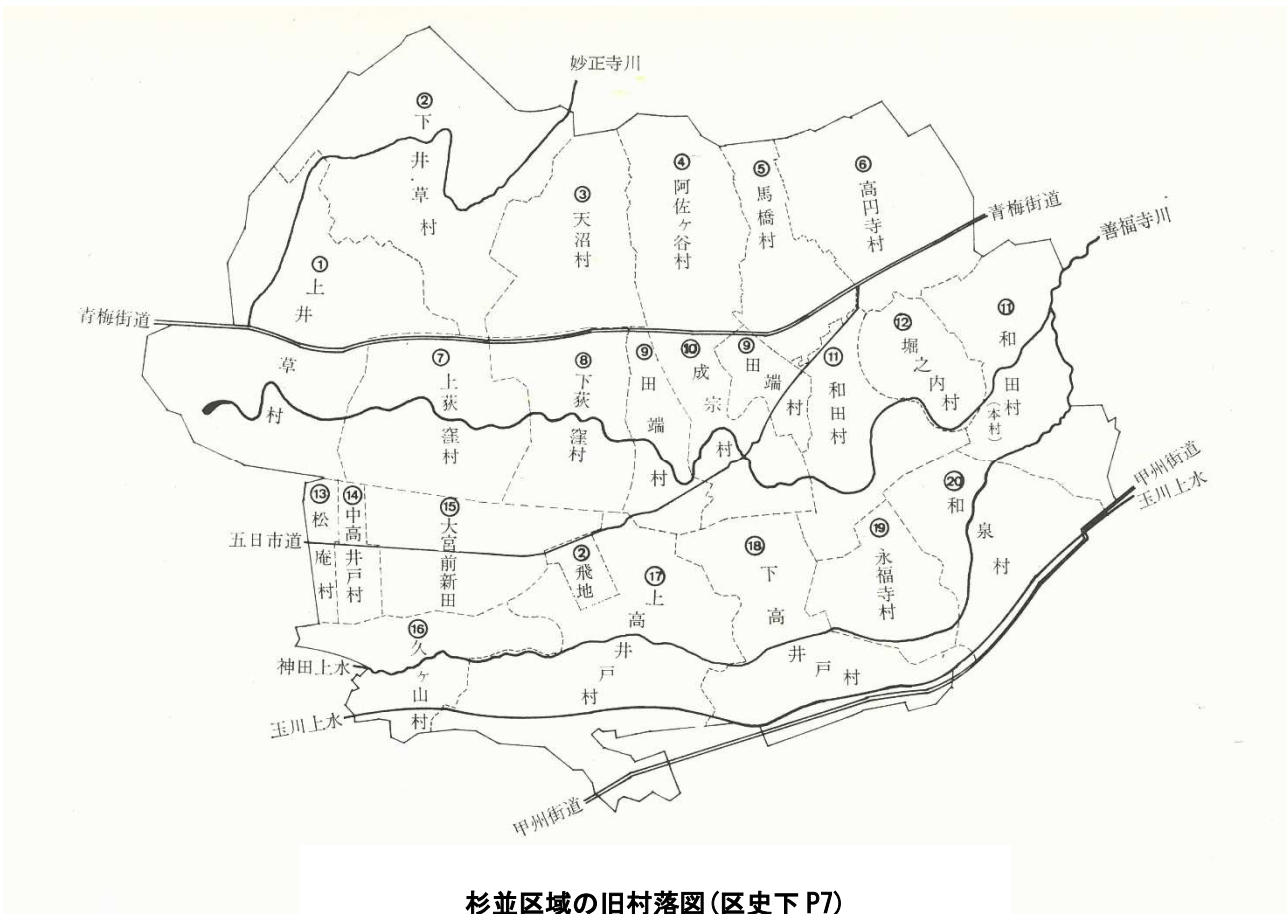 妙正寺川
②下井草村
③天沼村
④阿佐ヶ谷村
⑤馬橋村
⑥高円寺村
青梅街道
善福寺川
①上井草村
青梅街道
⑦上荻窪村
⑧下荻窪村
⑨田端村
⑩成宗村
⑨田端村
⑪和田村
⑫堀之内村
⑪和田村(本村)
甲州街道
玉川上水
⑬松庵村
⑭中高井戸村
⑮大宮前新田
五日市道
②飛地
⑰上高井戸村
⑱下高井戸村
⑲永福寺村
⑳和泉村
⑯久ヶ山村
神田上水
玉川上水
甲州街道
杉並区域の旧村落図(区史下P7)